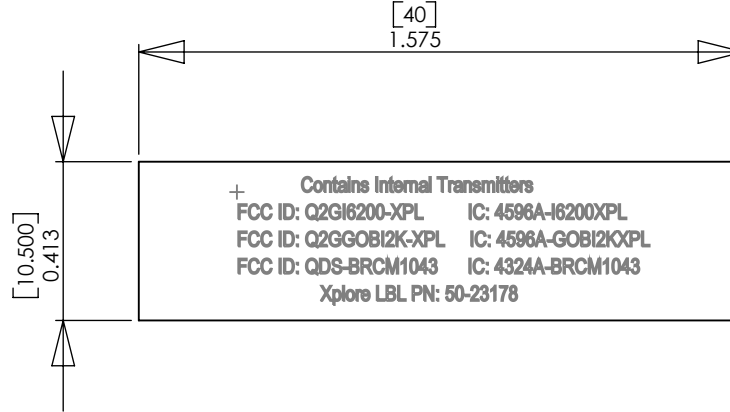 [40]
1.575
[10.500]
0.413
Contains Internal Transmitters
FCC ID: Q2GI6200-XPL IC: 4596A-I6200XPL
FCC ID: Q2GGOBI2K-XPL IC: 4596A-GOBI2KXPL
FCC ID: QDS-BRCM1043 IC: 4324A-BRCM1043
Xplore LBL PN: 50-23178